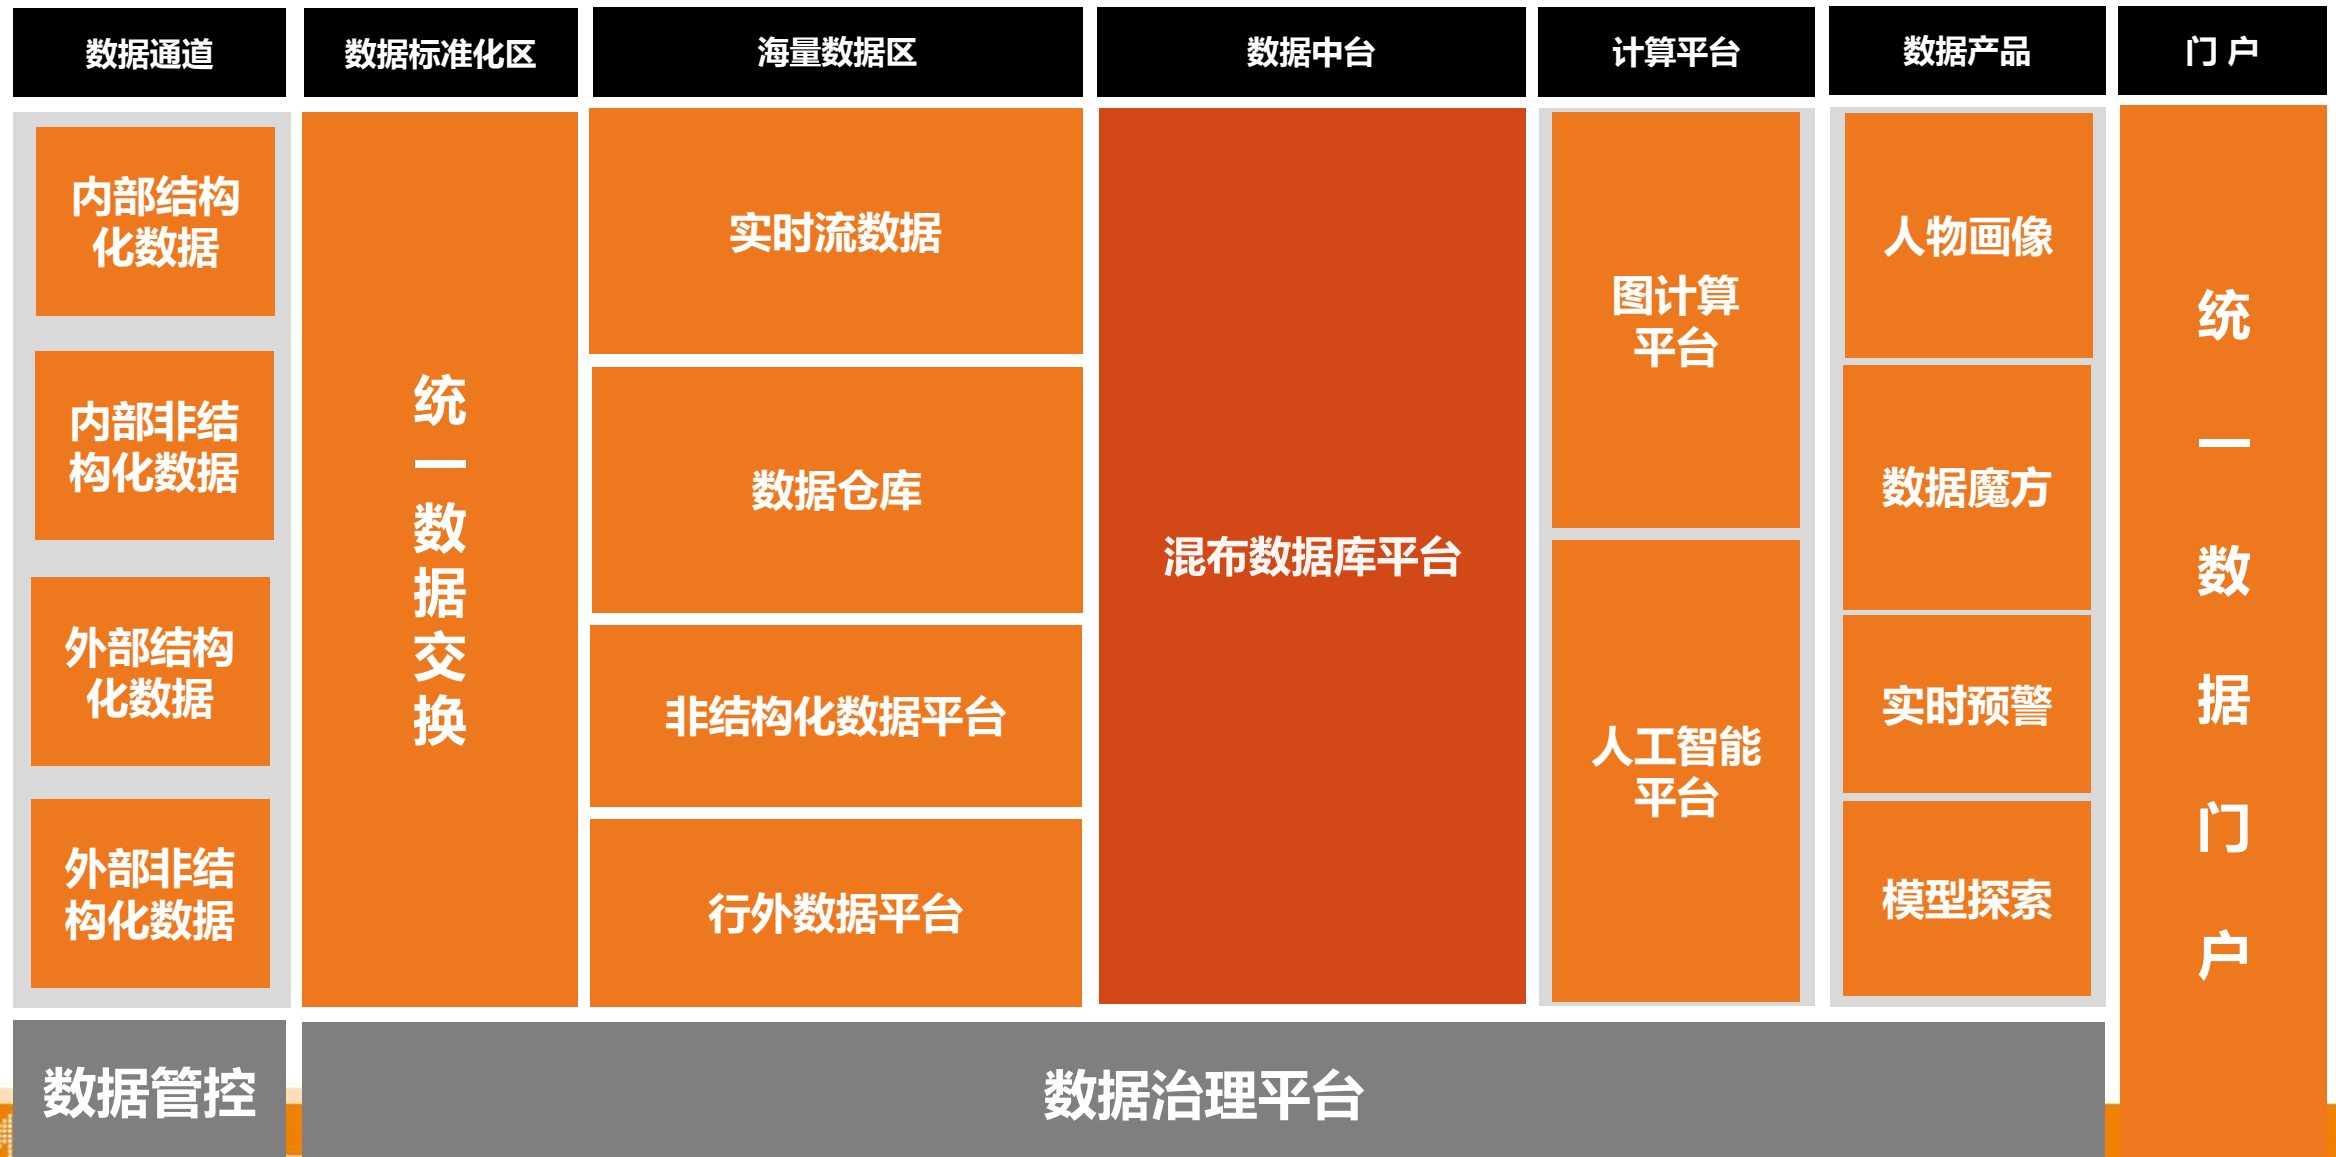 数据通道
数据标准化区
海量数据区
数据中台
计算平台
数据产品
门 户
内部结构
化数据
内部非结
构化数据
外部结构
化数据
外部非结
构化数据
统
一
数
据
交
换
实时流数据
数据仓库
非结构化数据平台
行外数据平台
混布数据库平台
图计算
平台
人工智能
平台
人物画像
数据魔方
实时预警
模型探索
统
一
数
据
门
户
数据管控
数据治理平台